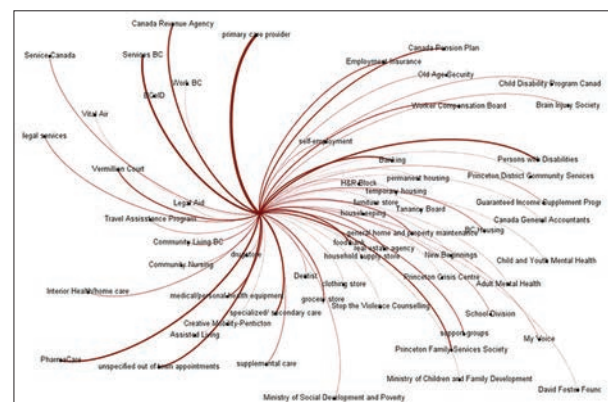 Canada Revenue Agency
primary care provider
Service Canada
Services BC
Canada Pension Plan
Employment Insurance
Work BC
Old Age Security
Child Disability Program Canad
BCeID
Worker Compensation Board
Brain Injury Society
Vital Air
legal services
self-employment
Banking
Persons with Disabilities
Vermillion Court
permanent housing
Princeton District Community Services
H&R Block
temporary housing
Legal Aid
furniture store
Guaranteed Income Supplement Progr
Tenancy Board
housekeeping
Travel Assisstence Program
Canada General Accountants
general home and property maintenance
BC Housing
Community Living BC
food bank
real estate agency
drugstore
household supply store
New Beginnings
Child and Youth Mental Health
Community Nursing
Dentist
Princeton Crisis Centre
Adult Mental Health
clothing store
Interior Health/home care
medical/personal health equipment
grocery store
Stop the Violence Counselling
specialized/ secondary care
School Division
Creative Mobility-Penticton
Assisted Living
support groups
My Voice
Princeton Family Services Society
PharmaCare
unspecified out of town appointments
supplemental care
Ministry of Children and Family Development
David Foster Found
Ministry of Social Development and Poverty